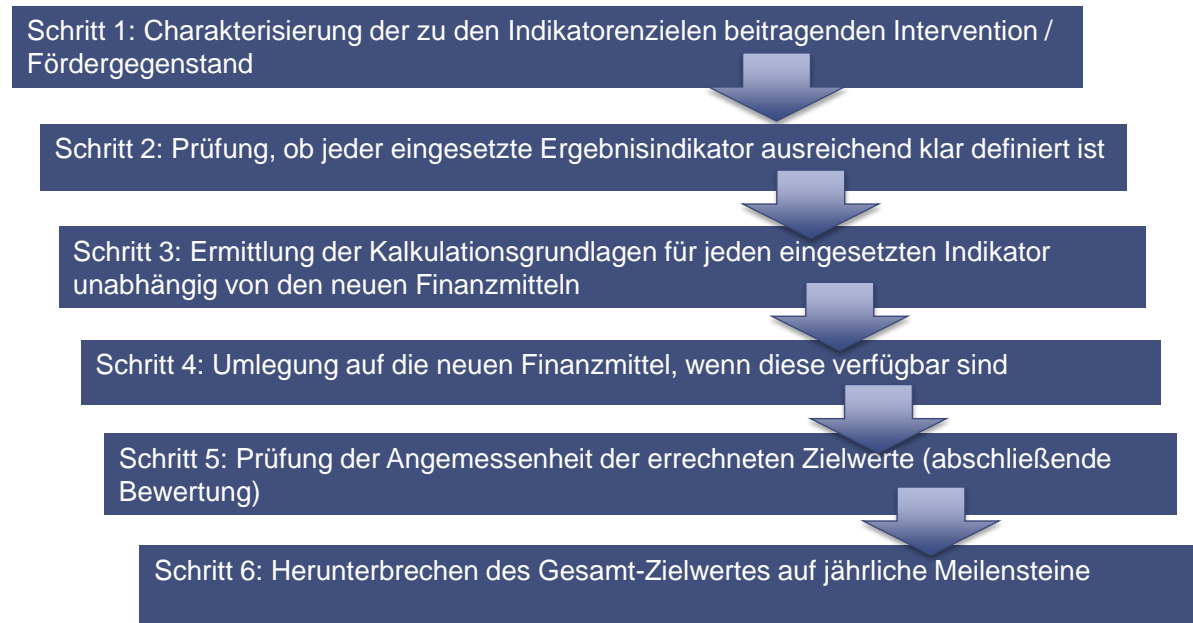 Schritt 1: Charakterisierung der zu den Indikatorenzielen beitragenden Intervention /
Fördergegenstand
Schritt 2: Prüfung, ob jeder eingesetzte Ergebnisindikator ausreichend klar definiert ist
Schritt 3: Ermittlung der Kalkulationsgrundlagen für jeden eingesetzten Indikator
unabhängig von den neuen Finanzmitteln
Schritt 4: Umlegung auf die neuen Finanzmittel, wenn diese verfügbar sind
Schritt 5: Prüfung der Angemessenheit der errechneten Zielwerte (abschließende
Bewertung)
Schritt 6: Herunterbrechen des Gesamt-Zielwertes auf jährliche Meilensteine